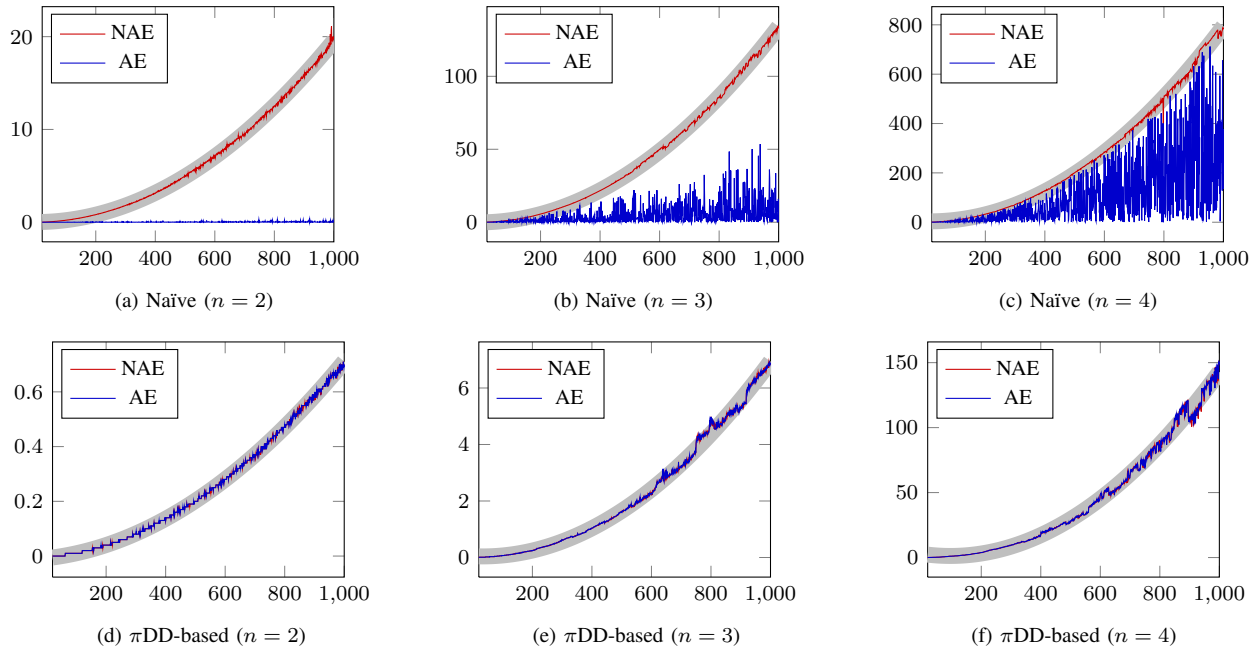 20
10
0
NAE
AE
200 400 600 800 1,000
(a) Naïve (n = 2)
100
50
0
NAE
AE
200 400 600 800 1,000
(b) Naïve (n = 3)
800
600
400
200
0
NAE
AE
200 400 600 800 1,000
(c) Naïve (n = 4)
0.6
0.4
0.2
0
NAE
AE
200 400 600 800 1,000
(d) πDD-based (n = 2)
6
4
2
0
NAE
AE
200 400 600 800 1,000
(e) πDD-based (n = 3)
150
100
50
0
NAE
AE
200 400 600 800 1,000
(f) πDD-based (n = 4)